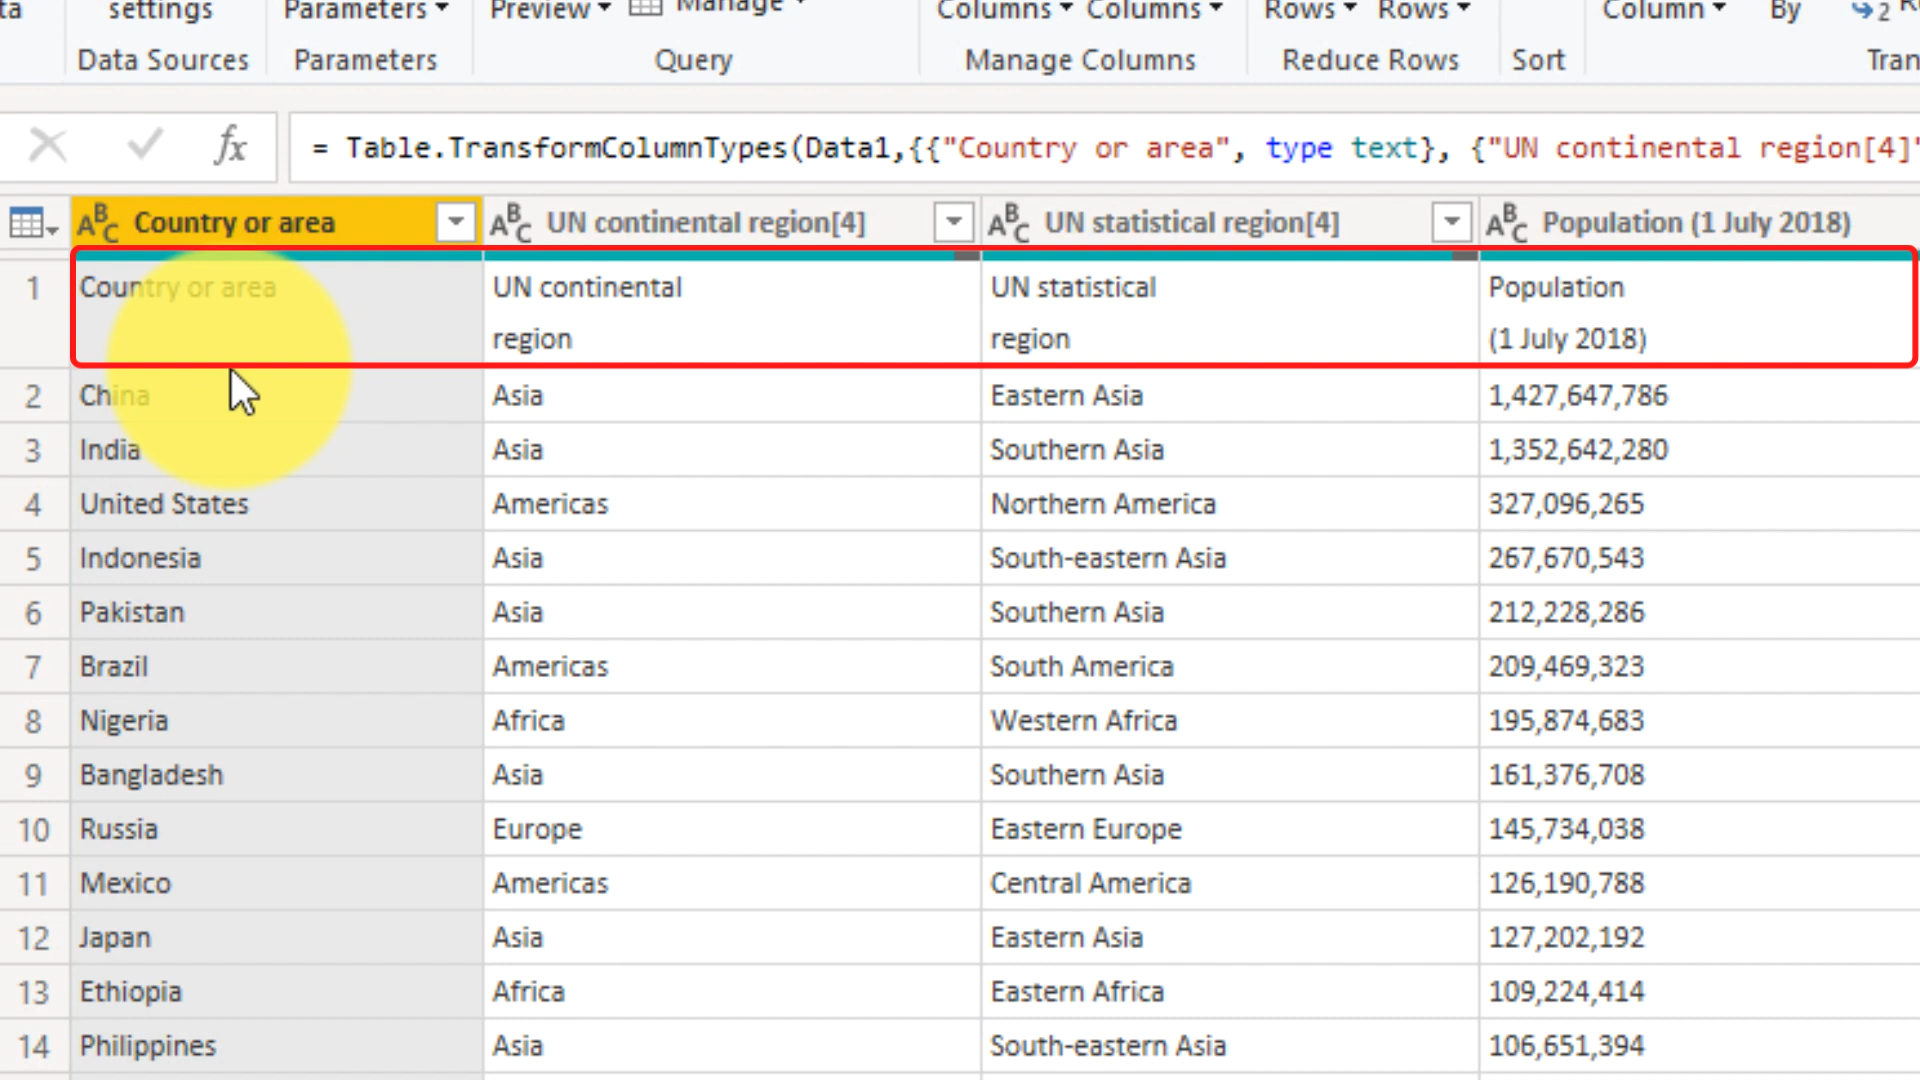 ta settings Parameters Preview Manage Columns Columns Rows Rows Column By 2
Data Sources Parameters Query Manage Columns Reduce Rows Sort Tran
fx = Table.TransformColumnTypes(Data1,{{"Country or area", type text}, {"UN continental region[4]"
ABC Country or area ABC UN continental region[4] ABC UN statistical region[4] ABC Population (1 July 2018)
1 Country or area UN continental UN statistical Population
region region (1 July 2018)
2 China Asia Eastern Asia 1,427,647,786
3 India Asia Southern Asia 1,352,642,280
4 United States Americas Northern America 327,096,265
5 Indonesia Asia South-eastern Asia 267,670,543
6 Pakistan Asia Southern Asia 212,228,286
7 Brazil Americas South America 209,469,323
8 Nigeria Africa Western Africa 195,874,683
9 Bangladesh Asia Southern Asia 161,376,708
10 Russia Europe Eastern Europe 145,734,038
11 Mexico Americas Central America 126,190,788
12 Japan Asia Eastern Asia 127,202,192
13 Ethiopia Africa Eastern Africa 109,224,414
14 Philippines Asia South-eastern Asia 106,651,394